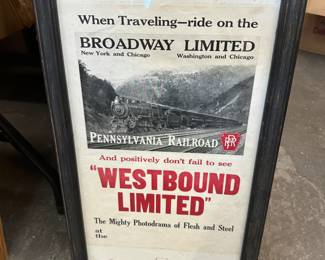 When Traveling—ride on the
BROADWAY LIMITED
New York and Chicago Washington and Chicago
PENNSYLVANIA RAILROAD
PRR
And positively don't fail to see
"WESTBOUND
LIMITED"
The Mighty Photodrama of Flesh and Steel
at
the